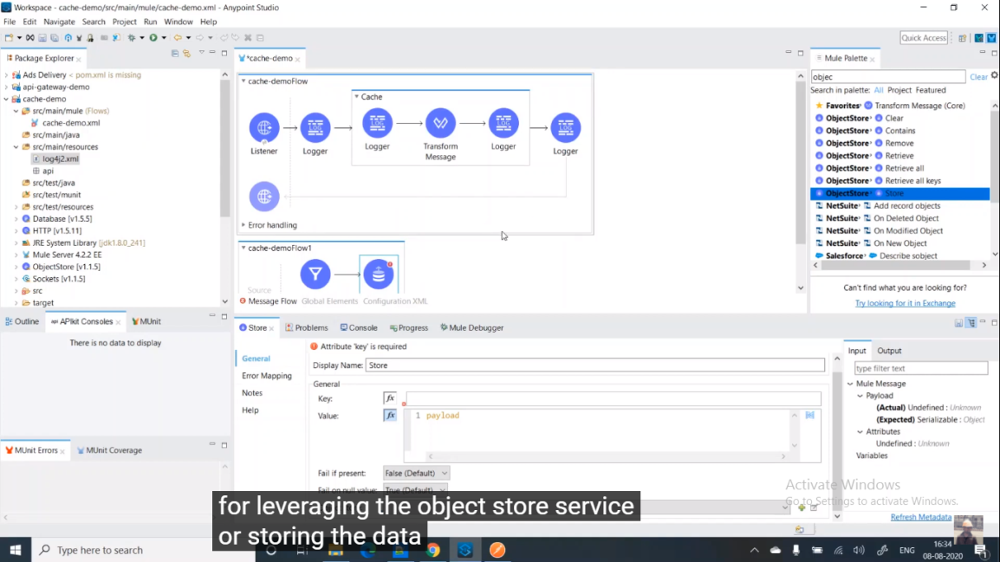 Workspace - cache-demo/src/main/mule/cache-demo.xml - Anypoint Studio
File Edit Navigate Search Project Run Window Help
Quick Access
Package Explorer
Ads Delivery < pom.xml is missing
api-gateway-demo
cache-demo
src/main/mule (Flows)
cache-demo.xml
src/main/java
src/main/resources
log4j2.xml
api
src/test/java
src/test/munit
src/test/resources
Database [v1.5.5]
HTTP [v1.5.11]
JRE System Library [jdk1.8.0_241]
Mule Server 4.2.2 EE
ObjectStore [v1.1.5]
Sockets [v1.1.5]
src
target
*cache-demo
cache-demoFlow
Cache
Listener
Logger
Logger
Transform
Message
Logger
Logger
Error handling
cache-demoFlow1
Source
Message Flow Global Elements Configuration XML
Mule Palette
objec
Clear
Search in palette: All Project Featured
Favorites Transform Message (Core)
ObjectStore Clear
ObjectStore Contains
ObjectStore Remove
ObjectStore Retrieve
ObjectStore Retrieve all
ObjectStore Retrieve all keys
ObjectStore Store
NetSuite Add record objects
NetSuite On Deleted Object
NetSuite On Modified Object
NetSuite On New Object
Salesforce Describe sobject
Can't find what you are looking for?
Try looking for it in Exchange
Outline APIkit Consoles MUnit
There is no data to display
MUnit Errors MUnit Coverage
Store Problems Console Progress Mule Debugger
Attribute 'key' is required
General
Error Mapping
Notes
Help
Display Name: Store
General
Key: fx
Value: fx 1 payload
Fail if present: False (Default)
Fail on null value: True (Default)
Input Output
type filter text
Mule Message
Payload
(Actual) Undefined : Unknown
(Expected) Serializable : Object
Attributes
Undefined : Unknown
Variables
Activate Windows
Go to Settings to activate Windows.
Refresh Metadata
for leveraging the object store service
or storing the data
Type here to search
ENG
16:34
08-08-2020
1